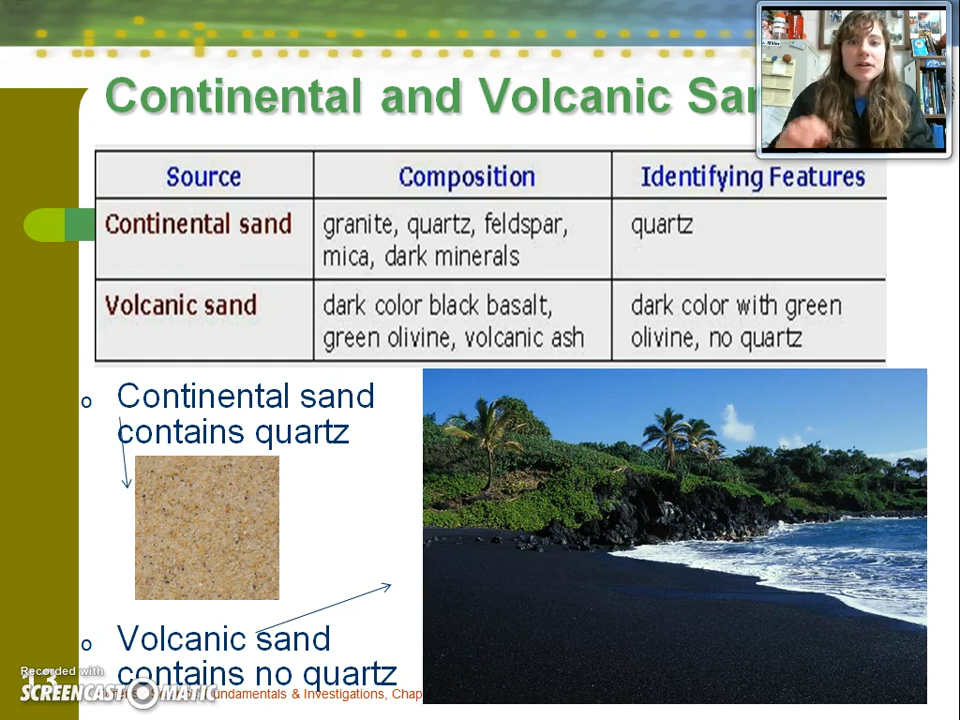 Continental and Volcanic
Source Composition Identifying Features
Continental sand granite, quartz, feldspar, quartz
mica, dark minerals
Volcanic sand dark color black basalt, dark color with green
green olivine, volcanic ash olivine, no quartz
o Continental sand
contains quartz
o Volcanic sand
contains no quartz
Recorded with
13
SCREENCAST MATIC
Fundamentals & Investigations,